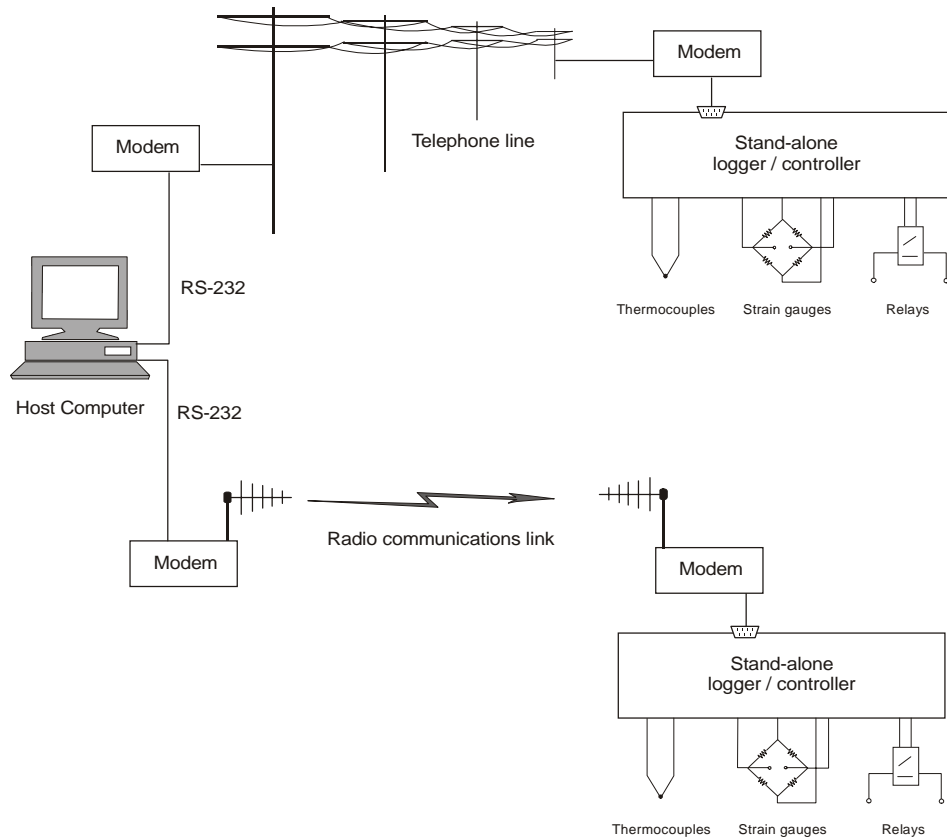 Modem
Modem
Telephone line
Stand-alone
logger / controller
RS-232
Thermocouples
Strain gauges
Relays
Host Computer
RS-232
Radio communications link
Modem
Modem
Stand-alone
logger / controller
Thermocouples
Strain gauges
Relays